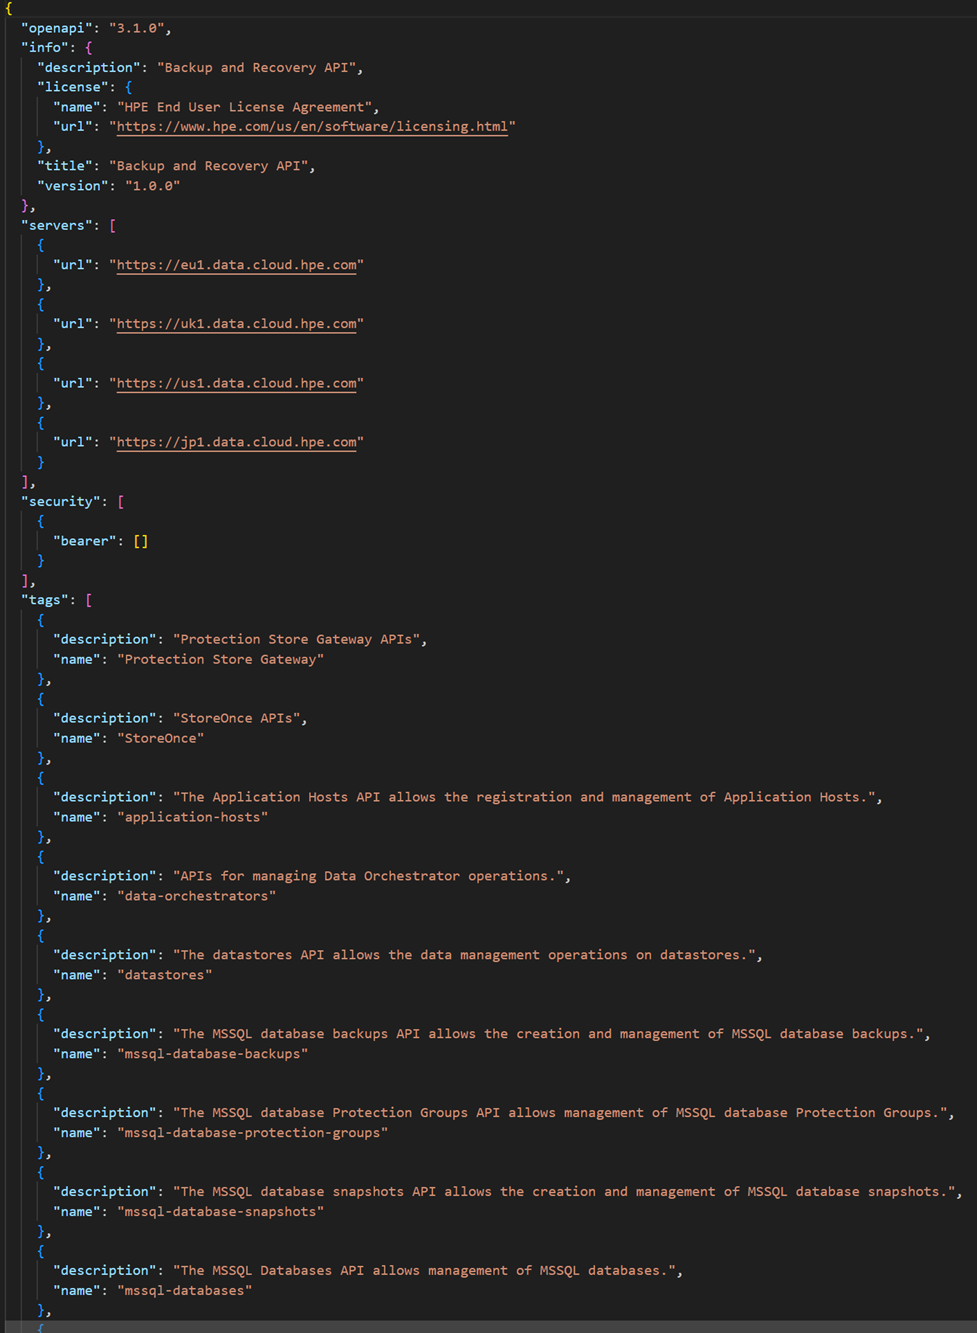 {
"openapi": "3.1.0",
"info": {
"description": "Backup and Recovery API",
"license": {
"name": "HPE End User License Agreement",
"url": "https://www.hpe.com/us/en/software/licensing.html"
},
"title": "Backup and Recovery API",
"version": "1.0.0"
},
"servers": [
{
"url": "https://eu1.data.cloud.hpe.com"
},
{
"url": "https://uk1.data.cloud.hpe.com"
},
{
"url": "https://us1.data.cloud.hpe.com"
},
{
"url": "https://jp1.data.cloud.hpe.com"
}
],
"security": [
{
"bearer": []
}
],
"tags": [
{
"description": "Protection Store Gateway APIs",
"name": "Protection Store Gateway"
},
{
"description": "StoreOnce APIs",
"name": "StoreOnce"
},
{
"description": "The Application Hosts API allows the registration and management of Application Hosts.",
"name": "application-hosts"
},
{
"description": "APIs for managing Data Orchestrator operations.",
"name": "data-orchestrators"
},
{
"description": "The datastores API allows the data management operations on datastores.",
"name": "datastores"
},
{
"description": "The MSSQL database backups API allows the creation and management of MSSQL database backups.",
"name": "mssql-database-backups"
},
{
"description": "The MSSQL database Protection Groups API allows management of MSSQL database Protection Groups.",
"name": "mssql-database-protection-groups"
},
{
"description": "The MSSQL database snapshots API allows the creation and management of MSSQL database snapshots.",
"name": "mssql-database-snapshots"
},
{
"description": "The MSSQL Databases API allows management of MSSQL databases.",
"name": "mssql-databases"
},
{